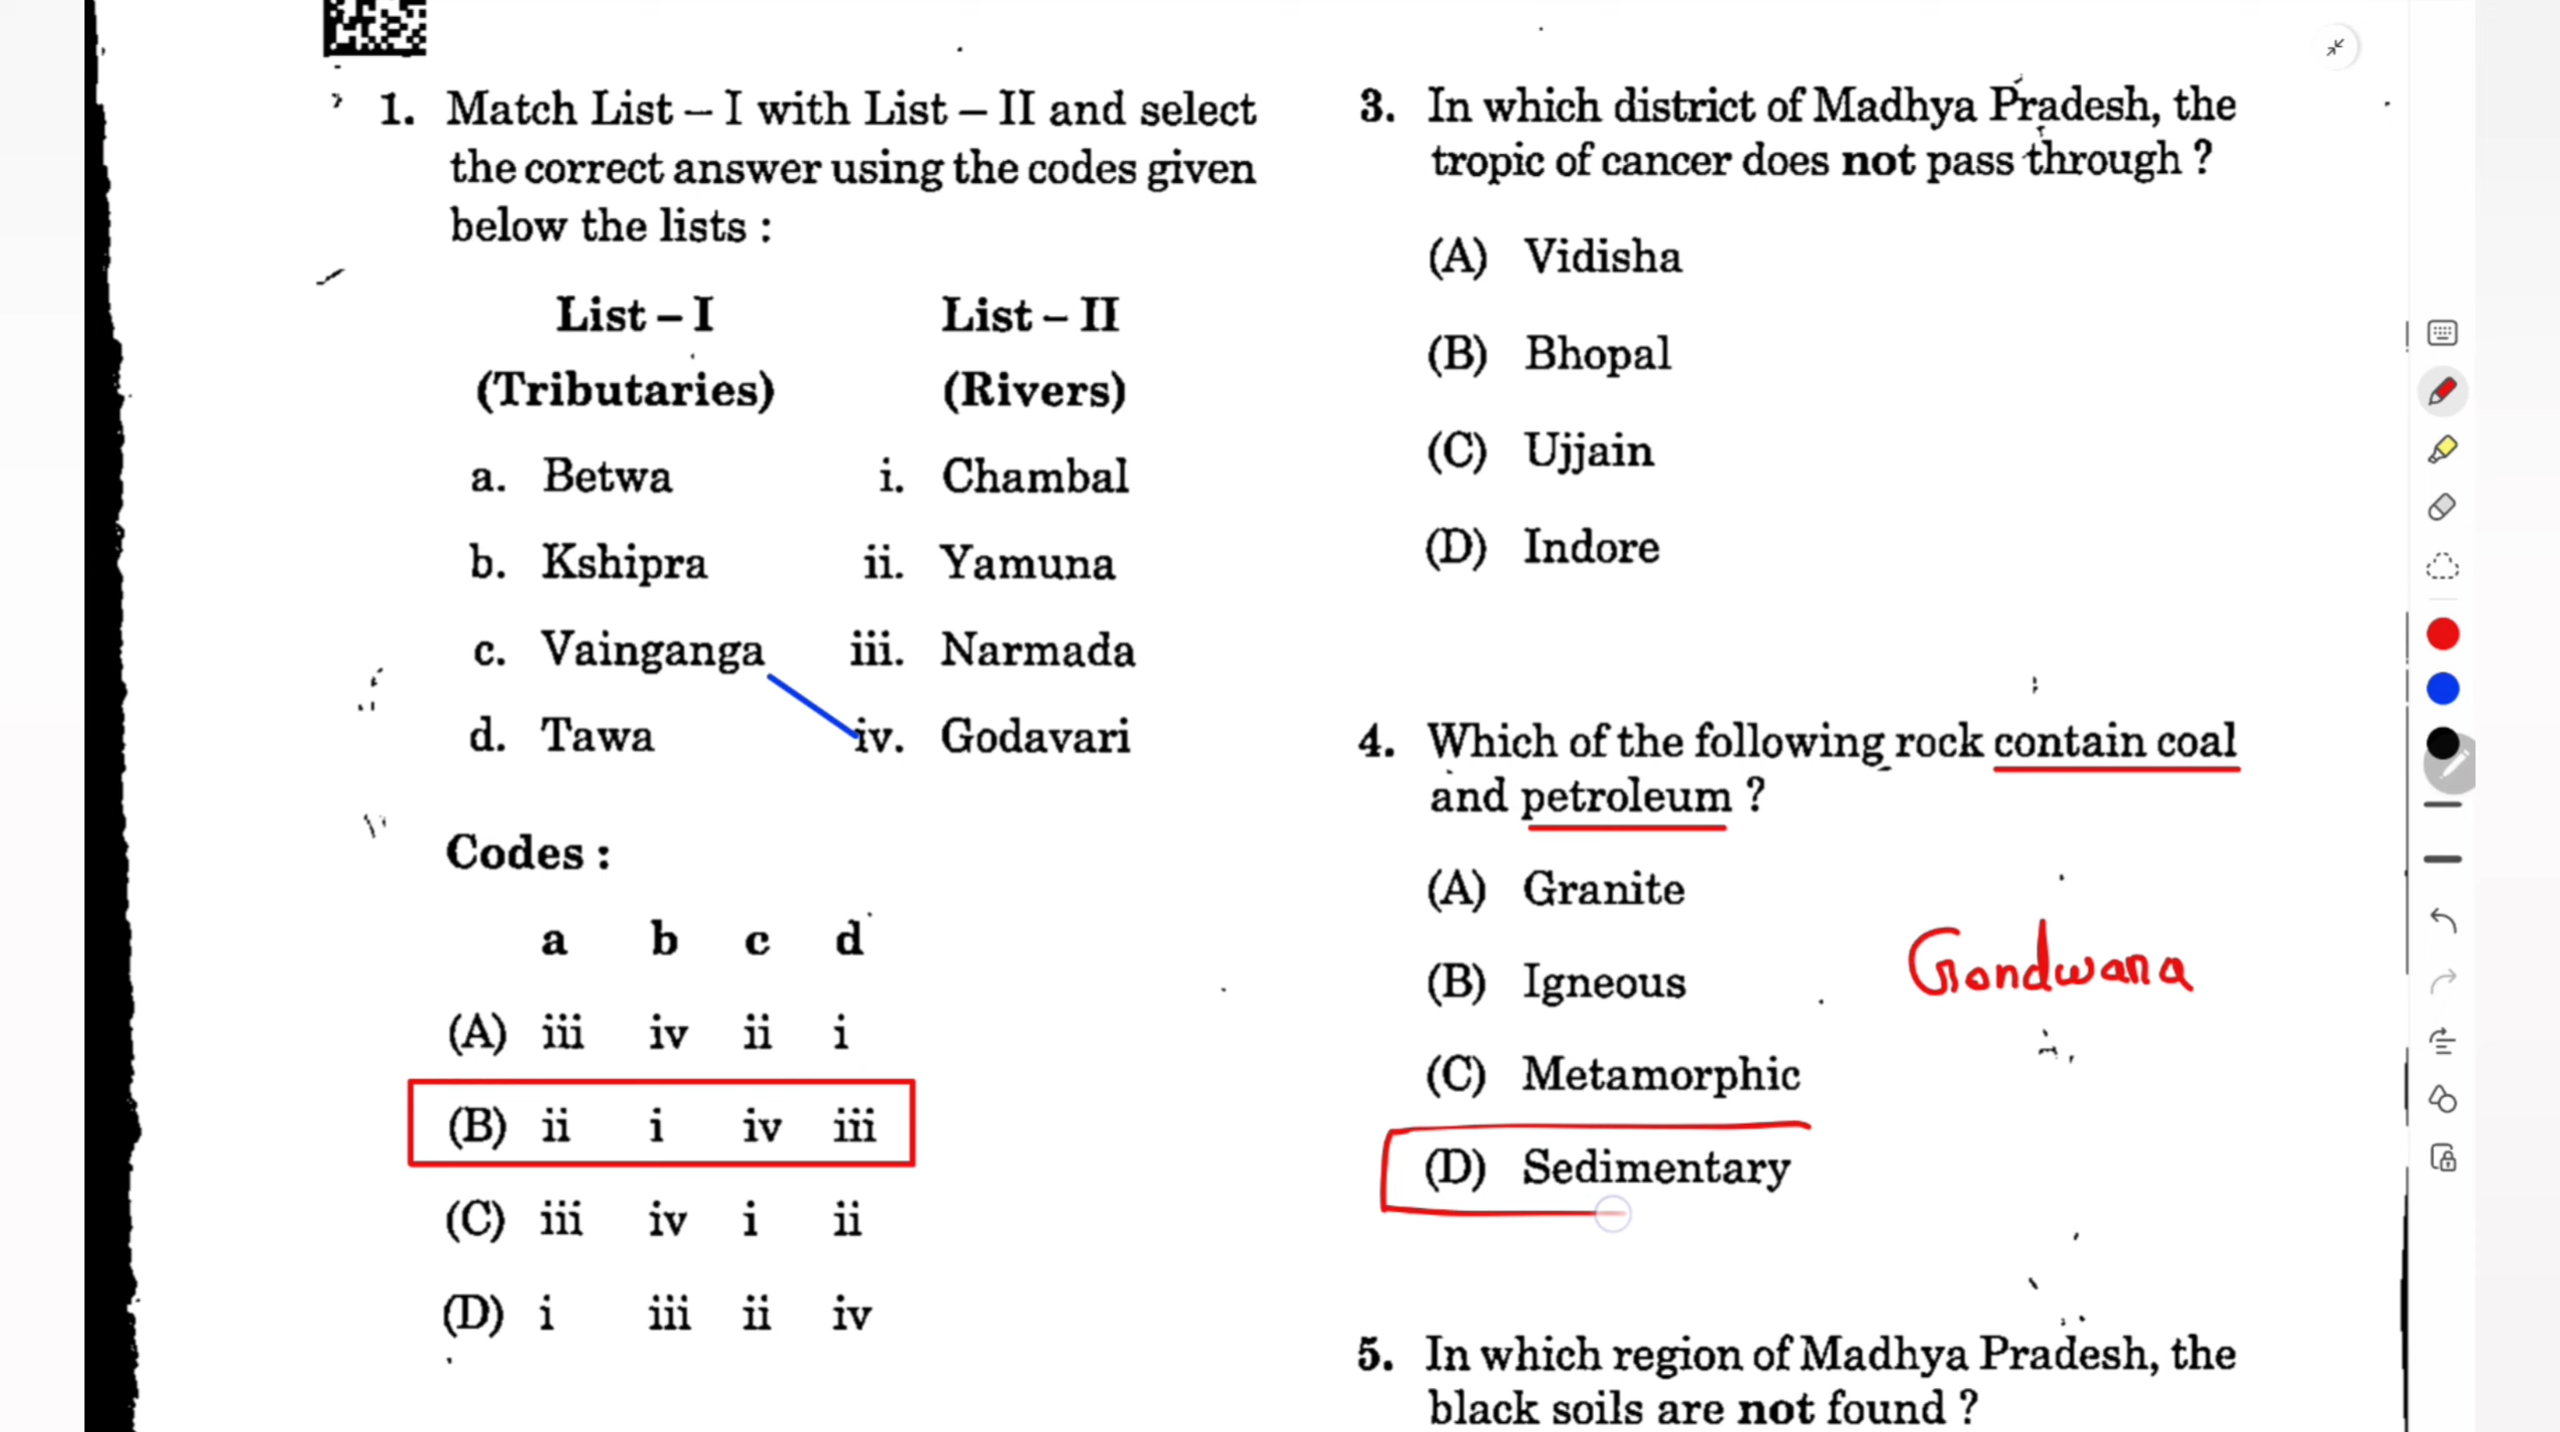 1. Match List – I with List – II and select
the correct answer using the codes given
below the lists :
List – I List – II
(Tributaries) (Rivers)
a. Betwa i. Chambal
b. Kshipra ii. Yamuna
c. Vainganga iii. Narmada
d. Tawa iv. Godavari
Codes :
a b c d
(A) iii iv ii i
(B) ii i iv iii
(C) iii iv i ii
(D) i iii ii iv
3. In which district of Madhya Pradesh, the
tropic of cancer does not pass through ?
(A) Vidisha
(B) Bhopal
(C) Ujjain
(D) Indore
4. Which of the following rock contain coal
and petroleum ?
(A) Granite
(B) Igneous
(C) Metamorphic
(D) Sedimentary
Gondwana
5. In which region of Madhya Pradesh, the
black soils are not found ?